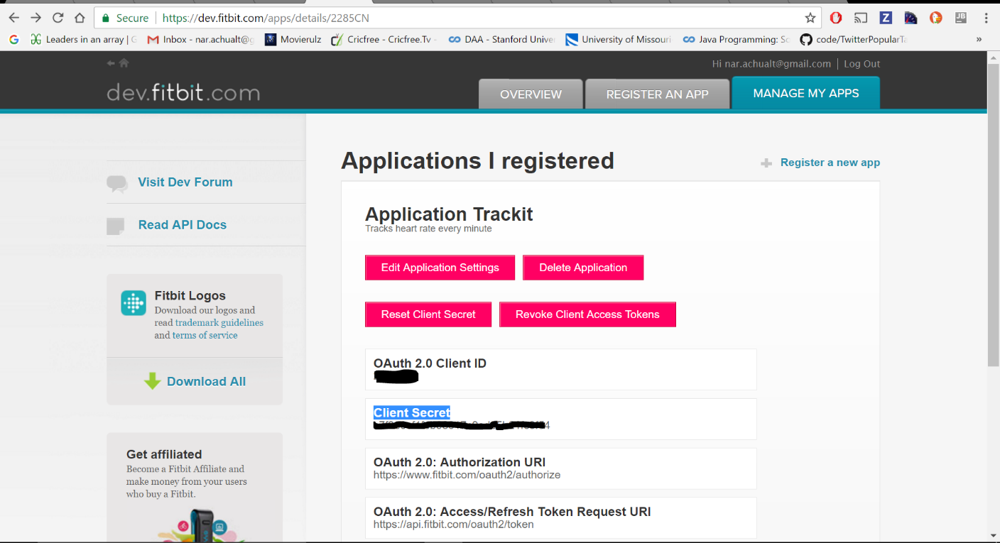 Secure https://dev.fitbit.com/apps/details/2285CN
Leaders in an array | G
Inbox - nar.achualt@g
Movierulz
Cricfree - Cricfree.Tv -
DAA - Stanford Univer
University of Missouri
Java Programming: So
code/TwitterPopularTa
Hi nar.achualt@gmail.com | Log Out
dev.fitbit.com
OVERVIEW
REGISTER AN APP
MANAGE MY APPS
Visit Dev Forum
Read API Docs
Fitbit Logos
Download our logos and
read trademark guidelines
and terms of service
Download All
Get affiliated
Become a Fitbit Affiliate and
make money from your users
who buy a Fitbit.
Applications I registered
Register a new app
Application Trackit
Tracks heart rate every minute
Edit Application Settings
Delete Application
Reset Client Secret
Revoke Client Access Tokens
OAuth 2.0 Client ID
Client Secret
OAuth 2.0: Authorization URI
https://www.fitbit.com/oauth2/authorize
OAuth 2.0: Access/Refresh Token Request URI
https://api.fitbit.com/oauth2/token